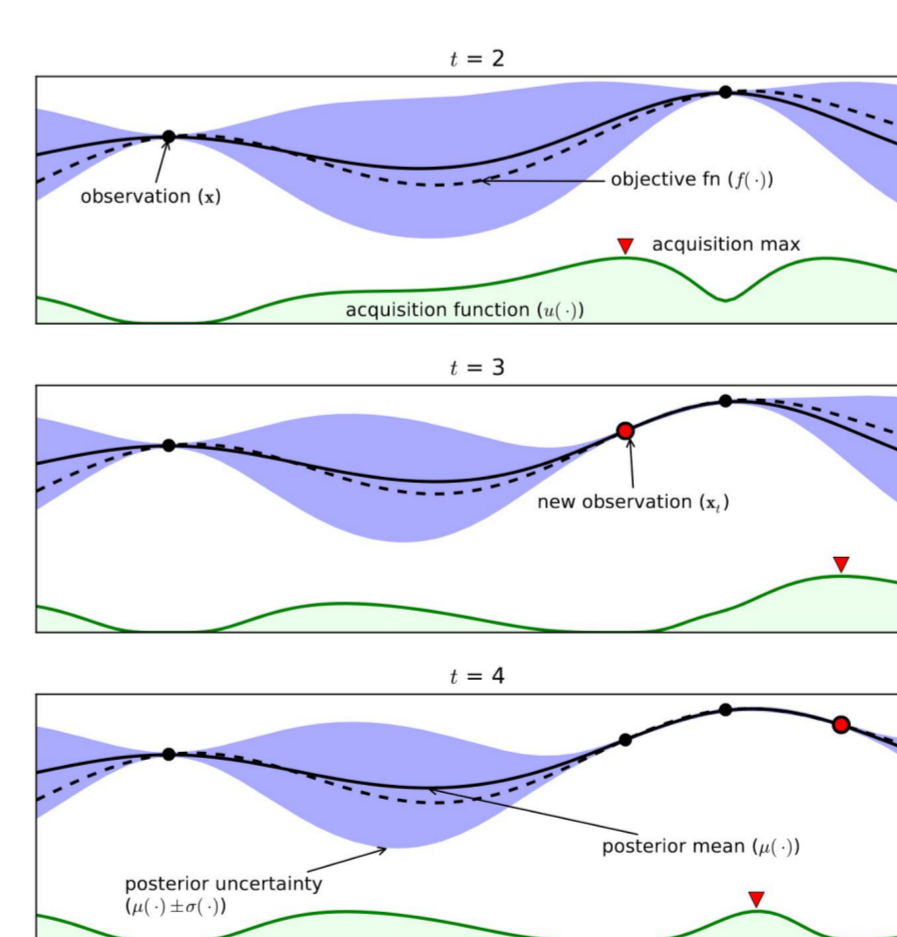 t = 2
observation (x)
objective fn (f(·))
acquisition max
acquisition function (u(·))
t = 3
new observation (xₜ)
t = 4
posterior mean (μ(·))
posterior uncertainty
(μ(·)±σ(·))